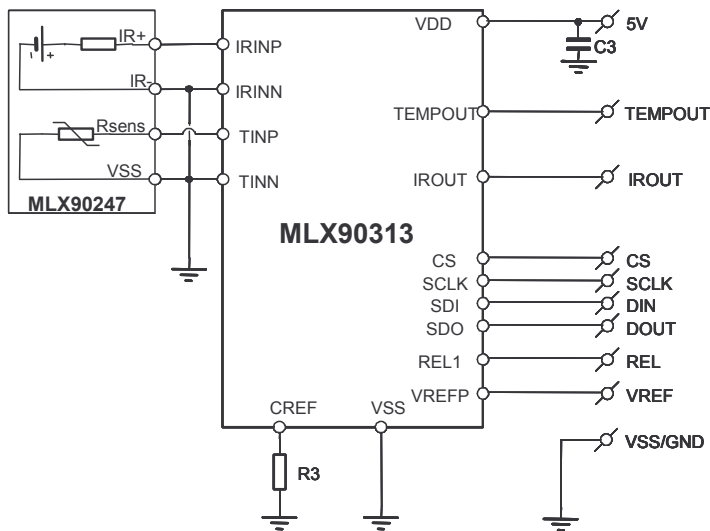 IR+
IR-
Rsens
VSS
MLX90247
IRINP
IRINN
TINP
TINN
MLX90313
VDD
TEMPOUT
IROUT
CS
SCLK
SDI
SDO
REL1
VREFP
CREF
VSS
R3
5V
C3
TEMPOUT
IROUT
CS
SCLK
DIN
DOUT
REL
VREF
VSS/GND